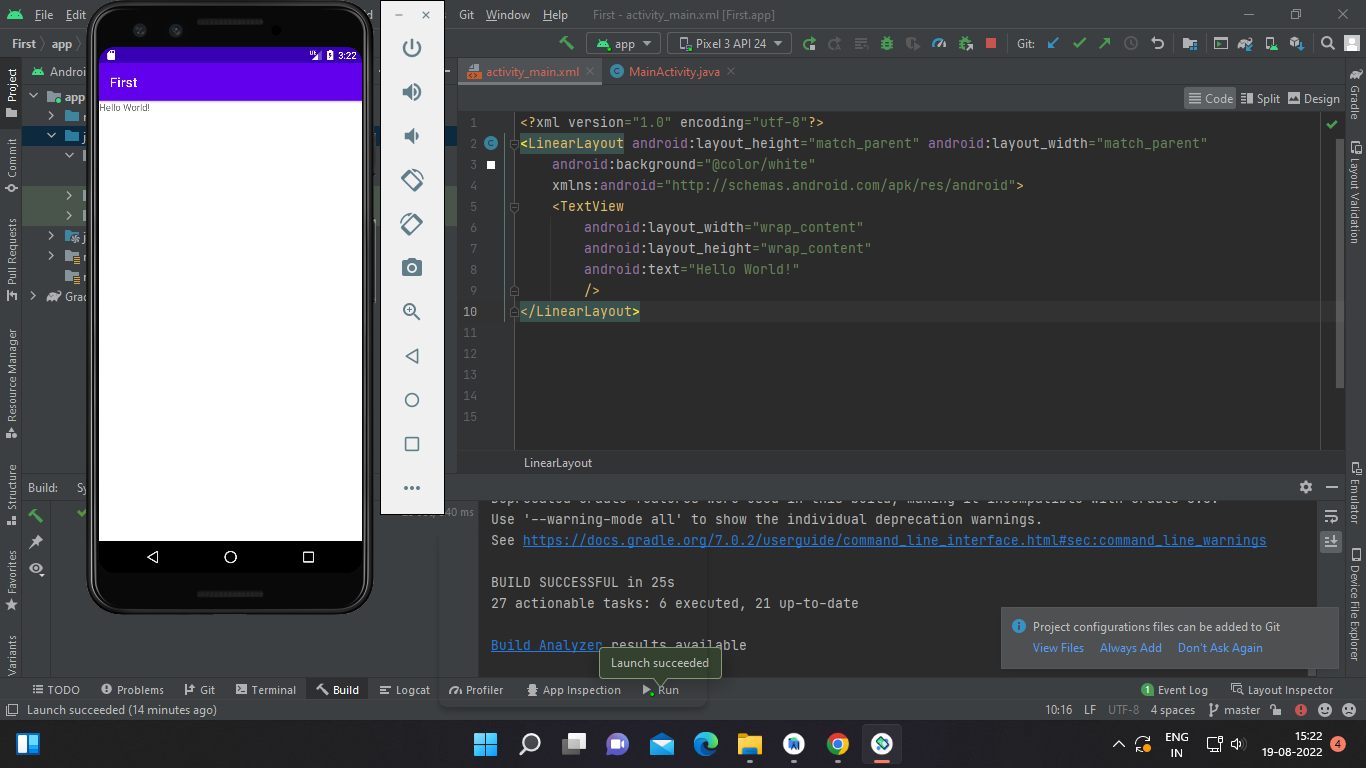 File Edit Git Window Help First - activity_main.xml [First.app]
First app app Pixel 3 API 24 Git:
3:22
First
Hello World!
Project
Commit
Pull Requests
Resource Manager
Structure
Favorites
Variants
app
activity_main.xml
MainActivity.java
Code Split Design
1 <?xml version="1.0" encoding="utf-8"?>
2 <LinearLayout android:layout_height="match_parent" android:layout_width="match_parent"
3 android:background="@color/white"
4 xmlns:android="http://schemas.android.com/apk/res/android">
5 <TextView
6 android:layout_width="wrap_content"
7 android:layout_height="wrap_content"
8 android:text="Hello World!"
9 />
10 </LinearLayout>
11
12
13
14
15
LinearLayout
Gradle
Layout Validation
Emulator
Device File Explorer
Build:
Use '--warning-mode all' to show the individual deprecation warnings.
See https://docs.gradle.org/7.0.2/userguide/command_line_interface.html#sec:command_line_warnings
BUILD SUCCESSFUL in 25s
27 actionable tasks: 6 executed, 21 up-to-date
Build Analyzer results available
Launch succeeded
Project configurations files can be added to Git
View Files Always Add Don't Ask Again
TODO Problems Git Terminal Build Logcat Profiler App Inspection Run 1 Event Log Layout Inspector
Launch succeeded (14 minutes ago) 10:16 LF UTF-8 4 spaces master
ENG
IN
15:22
19-08-2022
4